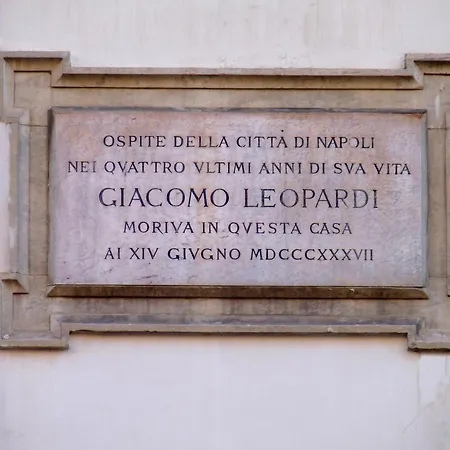 OSPITE DELLA CITTÀ DI NAPOLI
NEI QVATTRO VLTIMI ANNI DI SVA VITA
GIACOMO LEOPARDI
MORIVA IN QVESTA CASA
AI XIV GIVGNO MDCCCXXXVII